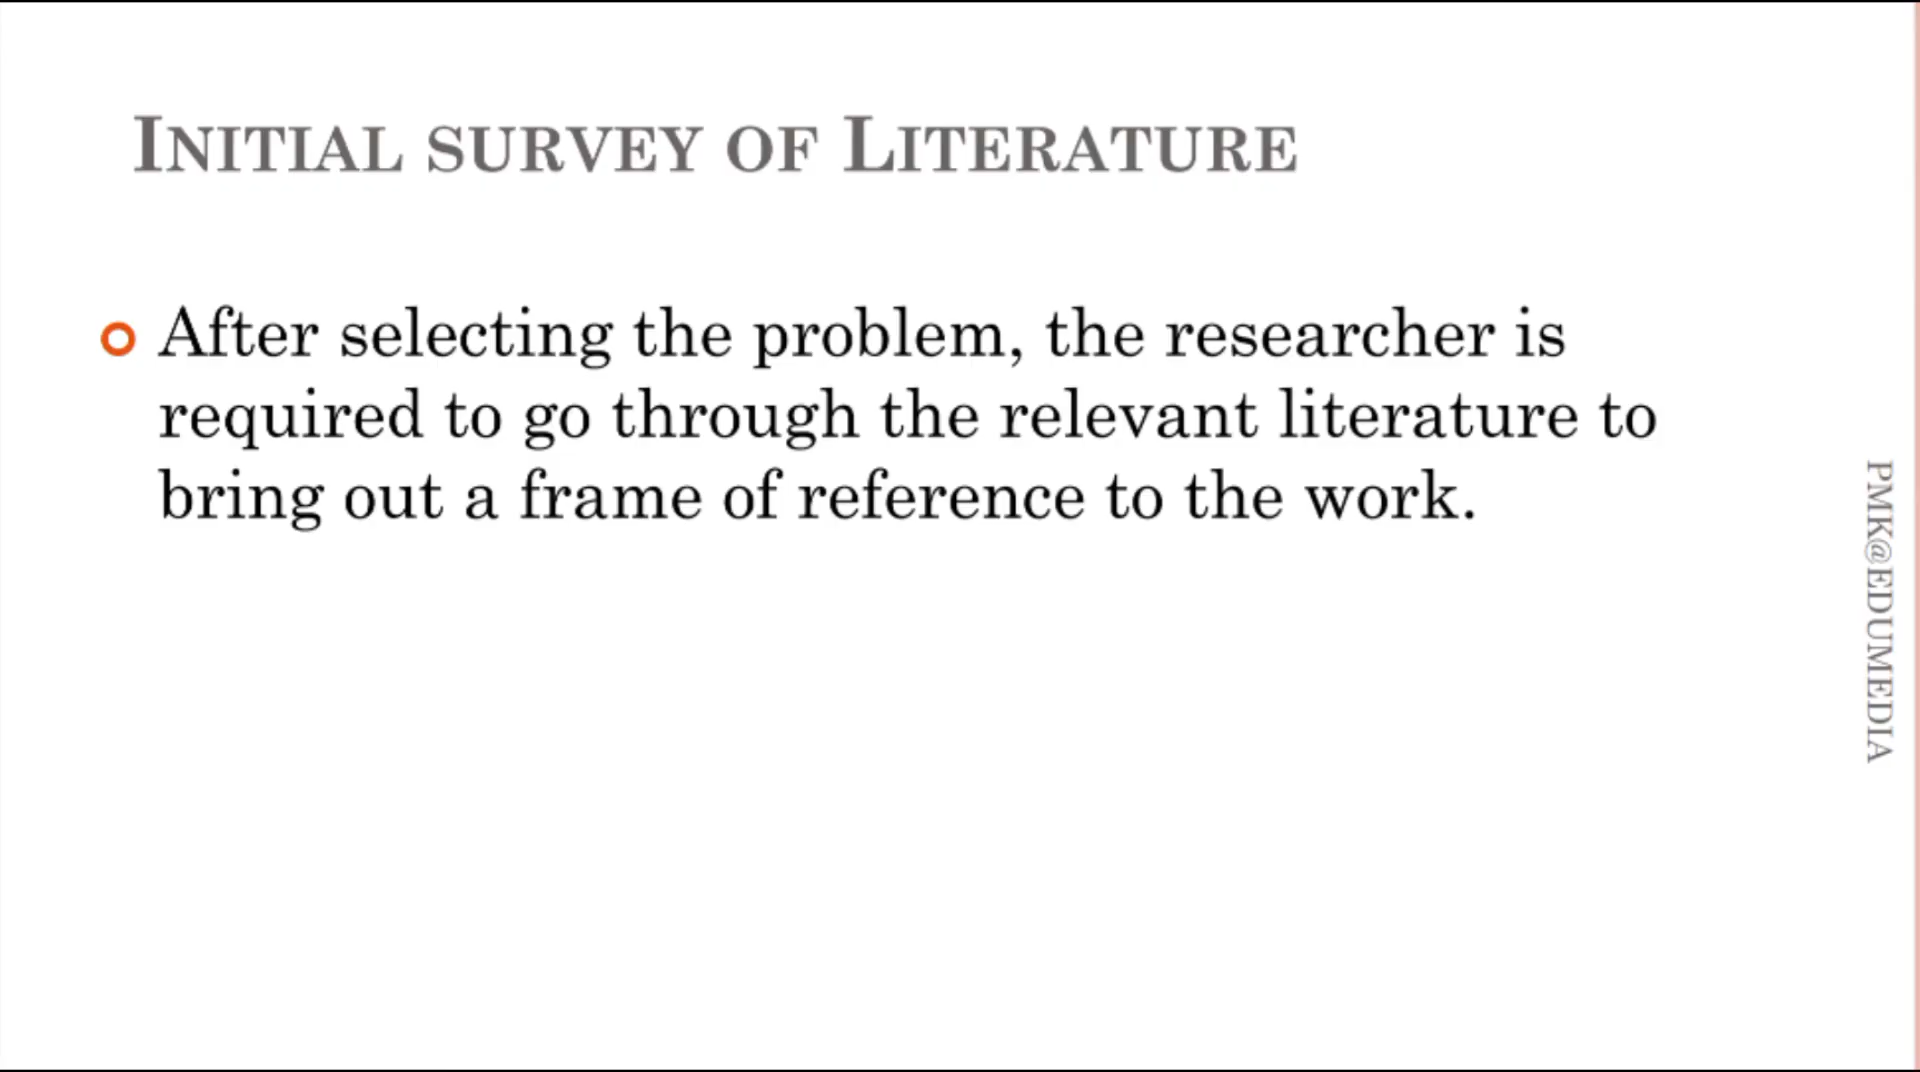 Initial survey of Literature
After selecting the problem, the researcher is
required to go through the relevant literature to
bring out a frame of reference to the work.
PMK@EDUMEDIA